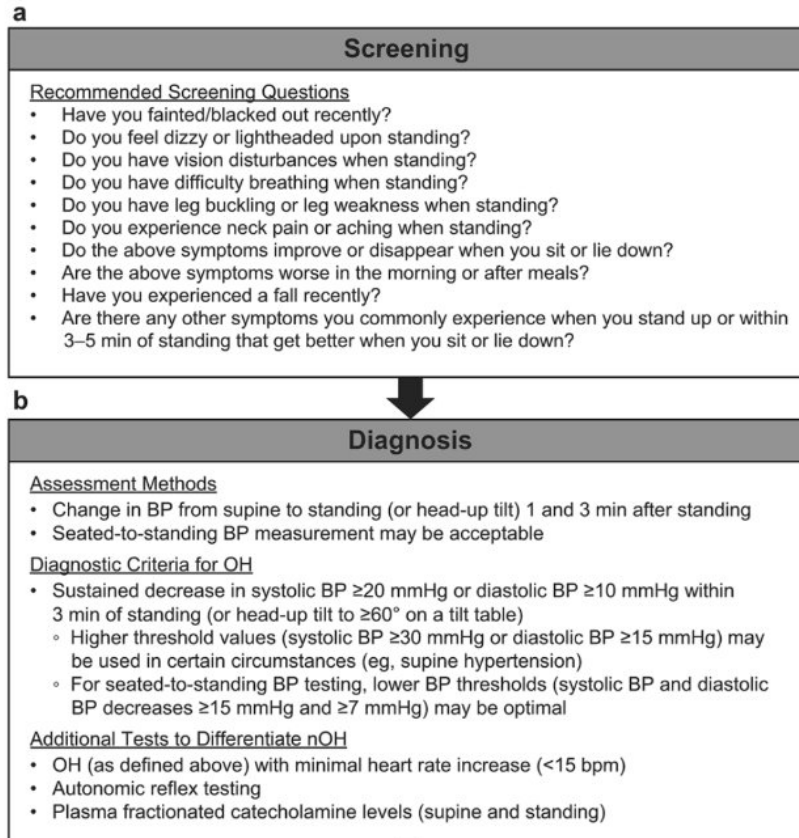 a
Screening
Recommended Screening Questions
• Have you fainted/blacked out recently?
• Do you feel dizzy or lightheaded upon standing?
• Do you have vision disturbances when standing?
• Do you have difficulty breathing when standing?
• Do you have leg buckling or leg weakness when standing?
• Do you experience neck pain or aching when standing?
• Do the above symptoms improve or disappear when you sit or lie down?
• Are the above symptoms worse in the morning or after meals?
• Have you experienced a fall recently?
• Are there any other symptoms you commonly experience when you stand up or within
3–5 min of standing that get better when you sit or lie down?
b
Diagnosis
Assessment Methods
• Change in BP from supine to standing (or head-up tilt) 1 and 3 min after standing
• Seated-to-standing BP measurement may be acceptable
Diagnostic Criteria for OH
• Sustained decrease in systolic BP ≥20 mmHg or diastolic BP ≥10 mmHg within
3 min of standing (or head-up tilt to ≥60° on a tilt table)
◦ Higher threshold values (systolic BP ≥30 mmHg or diastolic BP ≥15 mmHg) may
be used in certain circumstances (eg, supine hypertension)
◦ For seated-to-standing BP testing, lower BP thresholds (systolic BP and diastolic
BP decreases ≥15 mmHg and ≥7 mmHg) may be optimal
Additional Tests to Differentiate nOH
• OH (as defined above) with minimal heart rate increase (<15 bpm)
• Autonomic reflex testing
• Plasma fractionated catecholamine levels (supine and standing)